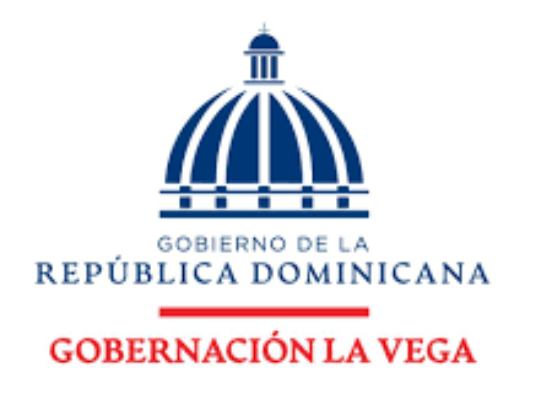 GOBIERNO DE LA
REPÚBLICA DOMINICANA
GOBERNACIÓN LA VEGA